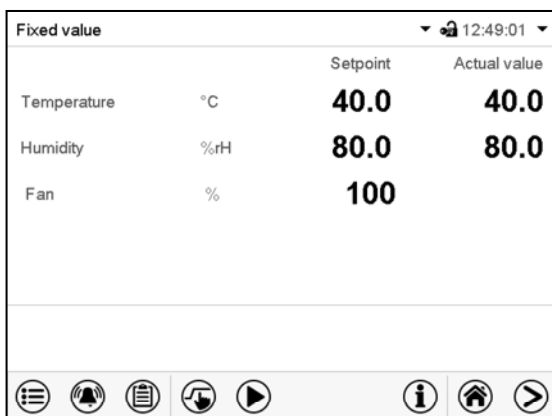 Fixed value 12:49:01
Setpoint Actual value
Temperature °C 40.0 40.0
Humidity %rH 80.0 80.0
Fan % 100